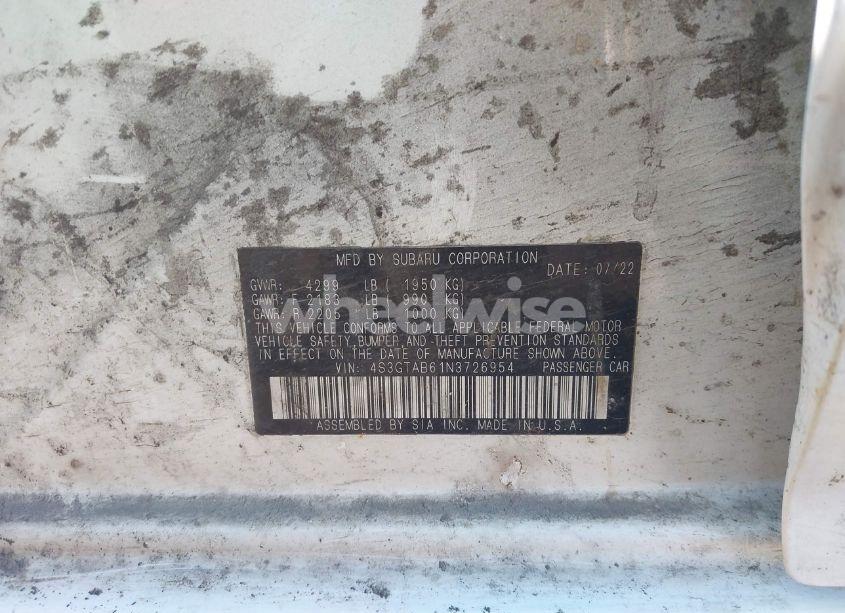 MFD BY SUBARU CORPORATION
DATE: 07/22
GVWR: 4299 LB ( 1950 KG)
GAWR: F 2183 LB ( 990 KG)
GAWR: R 2205 LB ( 1000 KG)
THIS VEHICLE CONFORMS TO ALL APPLICABLE FEDERAL MOTOR
VEHICLE SAFETY, BUMPER, AND THEFT PREVENTION STANDARDS
IN EFFECT ON THE DATE OF MANUFACTURE SHOWN ABOVE.
VIN: 4S3GTAB61N3726954 PASSENGER CAR
ASSEMBLED BY SIA INC. MADE IN U.S.A.
wheelwise